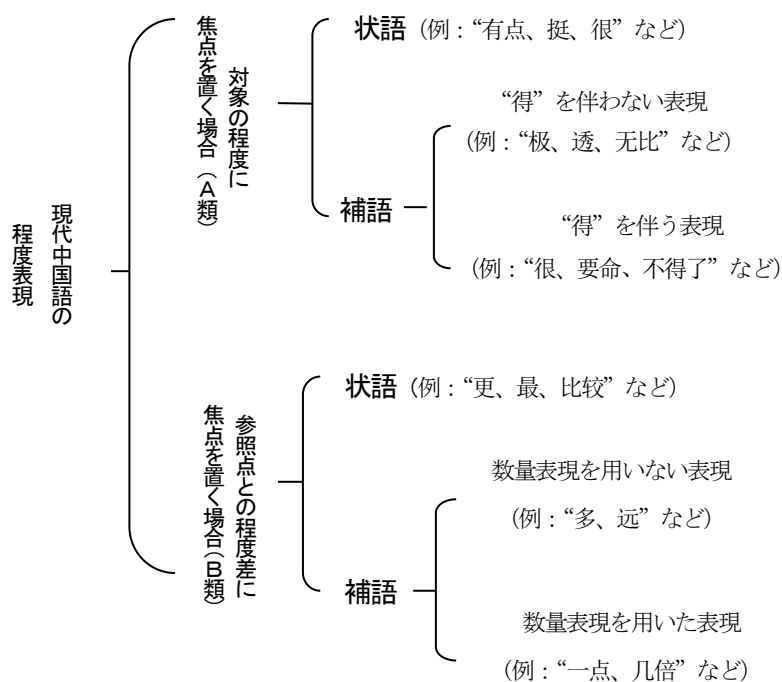 現代中国語の
程度表現
対象の程度に
焦点を置く場合（A類）
状語（例：“有点、挺、很”など）
補語
“得”を伴わない表現
（例：“极、透、无比”など）
“得”を伴う表現
（例：“很、要命、不得了”など）
参照点との程度差に
焦点を置く場合（B類）
状語（例：“更、最、比较”など）
補語
数量表現を用いない表現
（例：“多、远”など）
数量表現を用いた表現
（例：“一点、几倍”など）